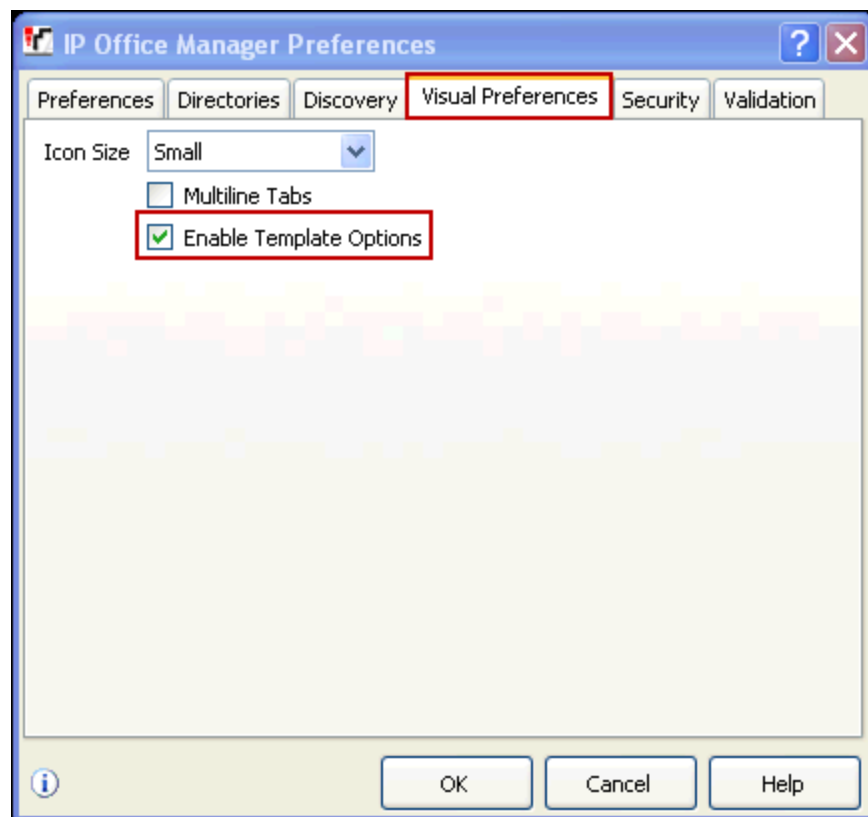 IP Office Manager Preferences
Preferences Directories Discovery Visual Preferences Security Validation
Icon Size Small
Multiline Tabs
Enable Template Options
OK Cancel Help